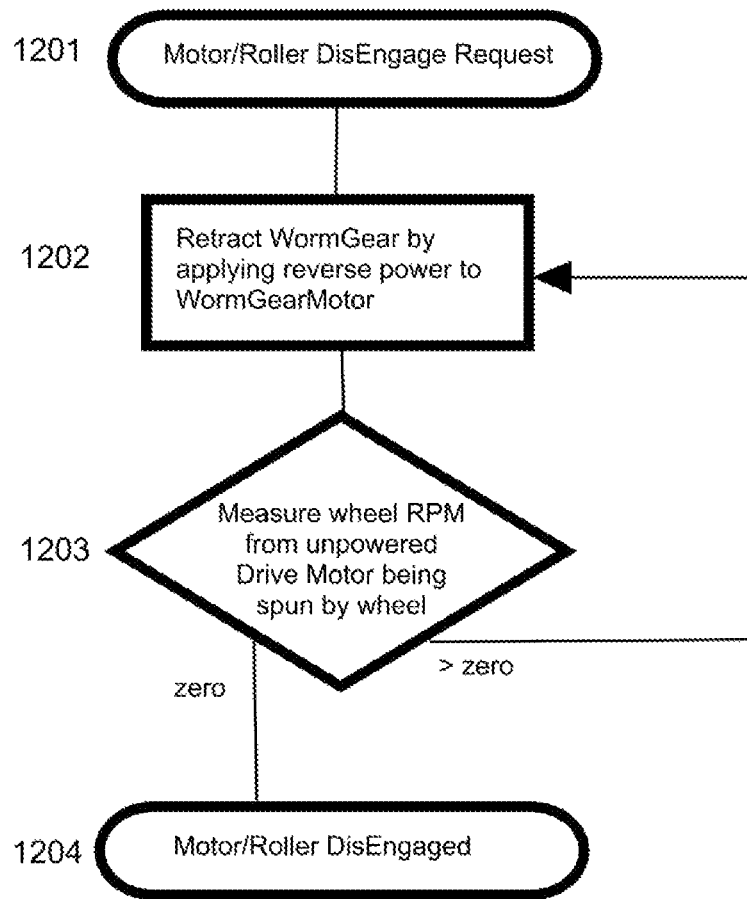 1201
Motor/Roller DisEngage Request
1202
Retract WormGear by
applying reverse power to
WormGearMotor
1203
Measure wheel RPM
from unpowered
Drive Motor being
spun by wheel
zero
> zero
1204
Motor/Roller DisEngaged